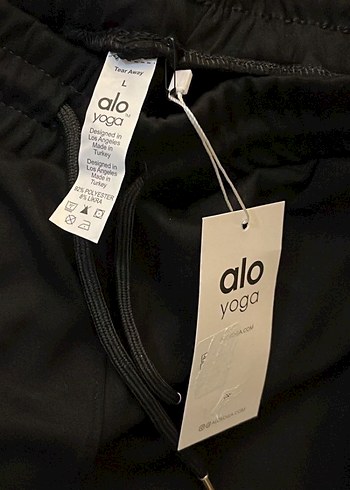 Tear Away
L
alo
yoga
Designed in
Los Angeles
Made in
Turkey
Designed in
Los Angeles
Made in
Turkey
92% POLYESTER
8% LIKRA
alo
yoga